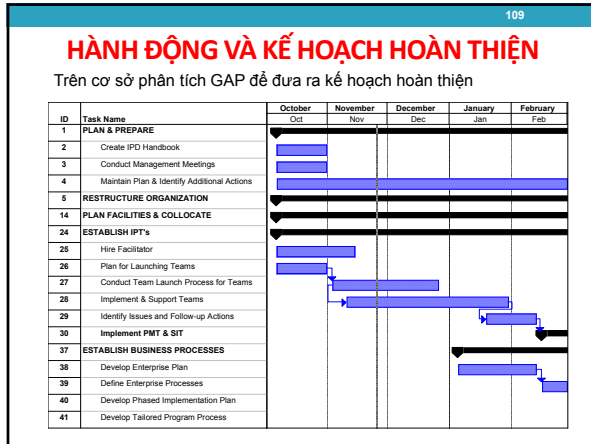 109
HÀNH ĐỘNG VÀ KẾ HOẠCH HOÀN THIỆN
Trên cơ sở phân tích GAP để đưa ra kế hoạch hoàn thiện
October November December January February
ID Task Name Oct Nov Dec Jan Feb
1 PLAN & PREPARE
2 Create IPD Handbook
3 Conduct Management Meetings
4 Maintain Plan & Identify Additional Actions
5 RESTRUCTURE ORGANIZATION
14 PLAN FACILITIES & COLLOCATE
24 ESTABLISH IPT's
25 Hire Facilitator
26 Plan for Launching Teams
27 Conduct Team Launch Process for Teams
28 Implement & Support Teams
29 Identify Issues and Follow-up Actions
30 Implement PMT & SIT
37 ESTABLISH BUSINESS PROCESSES
38 Develop Enterprise Plan
39 Define Enterprise Processes
40 Develop Phased Implementation Plan
41 Develop Tailored Program Process